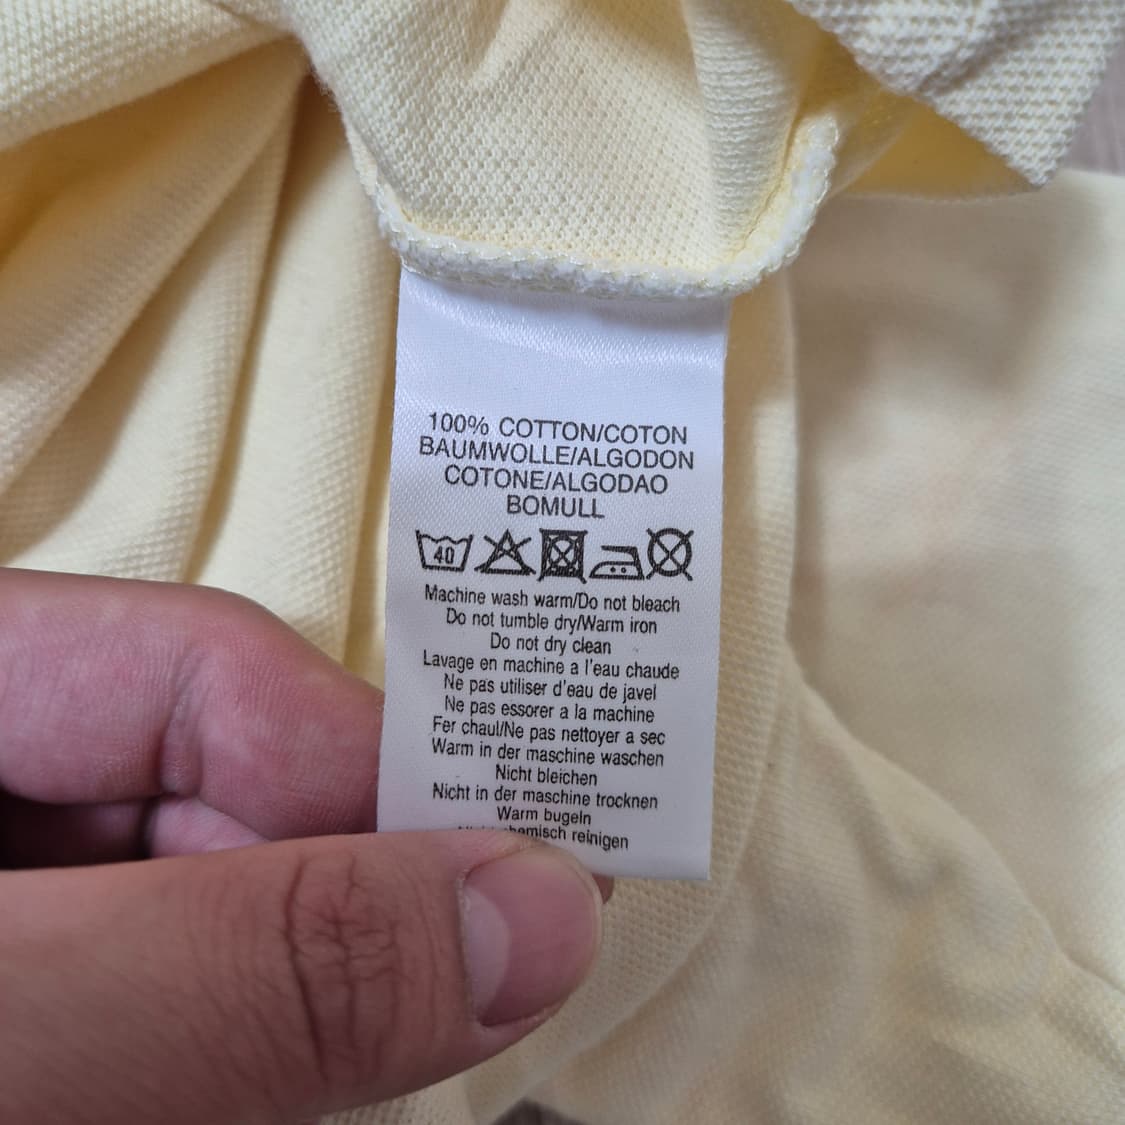 100% COTTON/COTON
BAUMWOLLE/ALGODON
COTONE/ALGODAO
BOMULL
40
Machine wash warm/Do not bleach
Do not tumble dry/Warm iron
Do not dry clean
Lavage en machine a l'eau chaude
Ne pas utiliser d'eau de javel
Ne pas essorer a la machine
Fer chaul/Ne pas nettoyer a sec
Warm in der maschine waschen
Nicht bleichen
Nicht in der maschine trocknen
Warm bugeln
chemisch reinigen